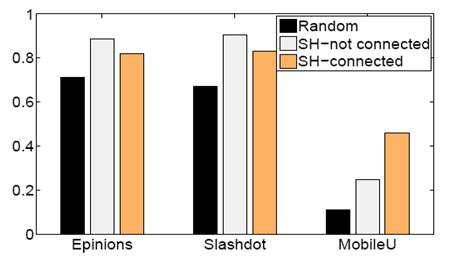 1
0.8
0.6
0.4
0.2
0
Random
SH−not connected
SH−connected
Epinions
Slashdot
MobileU